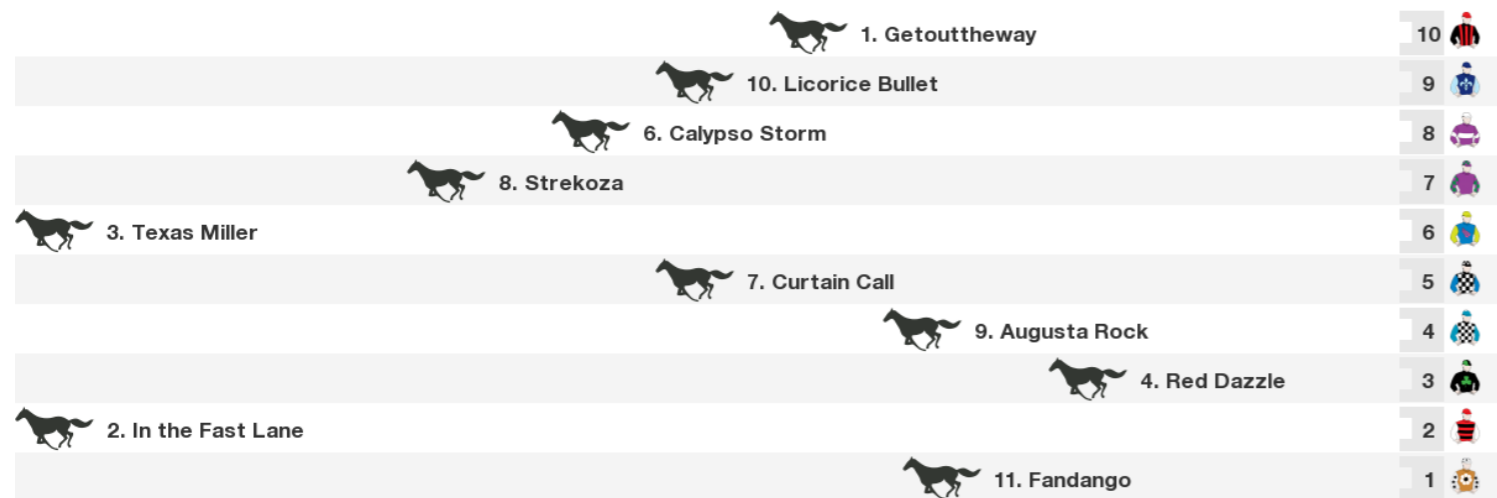 1. Getouttheway 10
10. Licorice Bullet 9
6. Calypso Storm 8
8. Strekoza 7
3. Texas Miller 6
7. Curtain Call 5
9. Augusta Rock 4
4. Red Dazzle 3
2. In the Fast Lane 2
11. Fandango 1